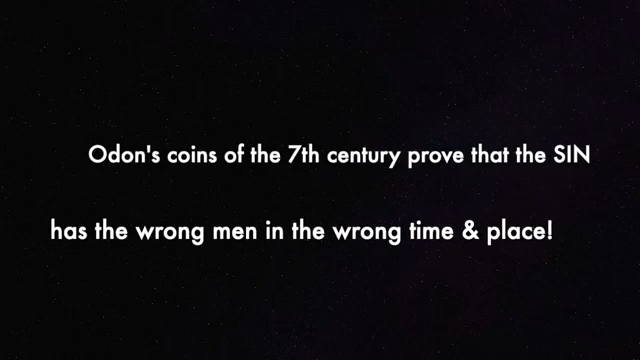 Odon's coins of the 7th century prove that the SIN
has the wrong men in the wrong time & place!